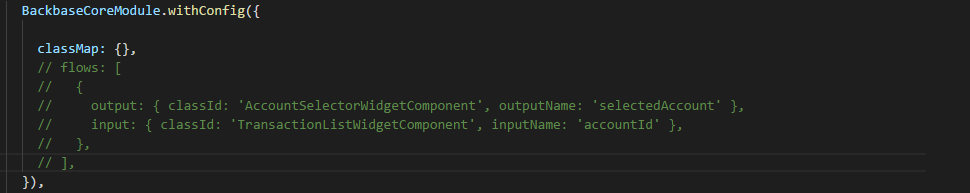 BackbaseCoreModule.withConfig({
classMap: {},
// flows: [
//   {
//     output: { classId: 'AccountSelectorWidgetComponent', outputName: 'selectedAccount' },
//     input: { classId: 'TransactionListWidgetComponent', inputName: 'accountId' },
//   },
// ],
}),